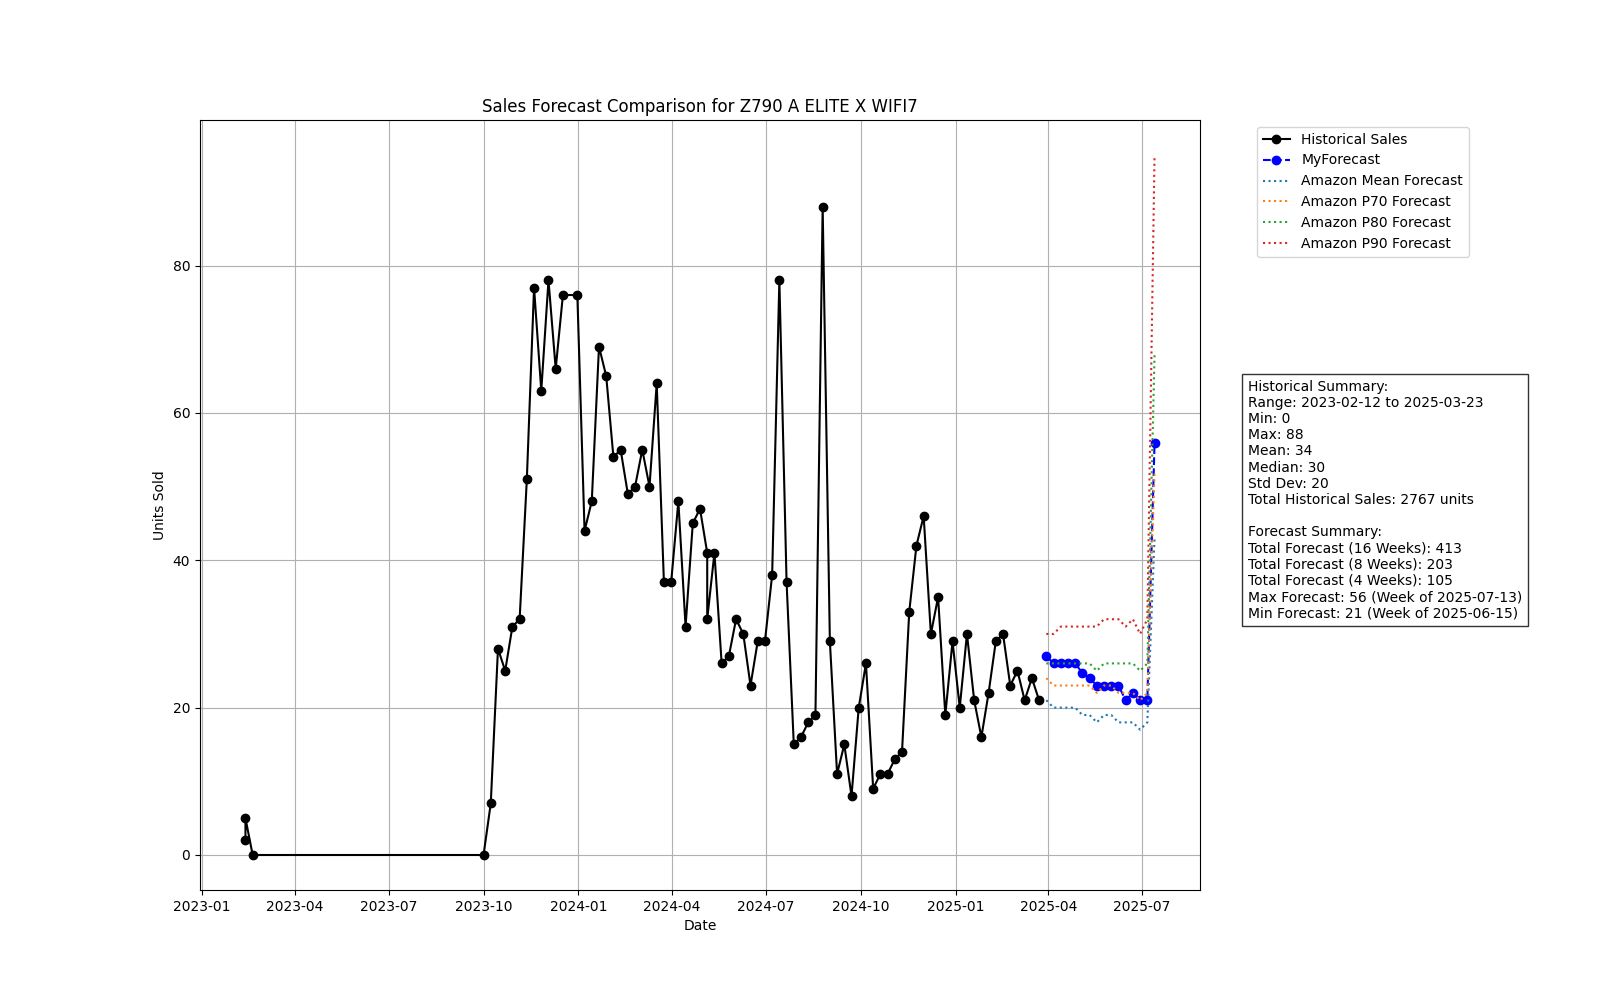 Sales Forecast Comparison for Z790 A ELITE X WIFI7
Units Sold
80
60
40
20
0
2023-01
2023-04
2023-07
2023-10
2024-01
2024-04
2024-07
2024-10
2025-01
2025-04
2025-07
Date
Historical Sales
MyForecast
Amazon Mean Forecast
Amazon P70 Forecast
Amazon P80 Forecast
Amazon P90 Forecast
Historical Summary:
Range: 2023-02-12 to 2025-03-23
Min: 0
Max: 88
Mean: 34
Median: 30
Std Dev: 20
Total Historical Sales: 2767 units
Forecast Summary:
Total Forecast (16 Weeks): 413
Total Forecast (8 Weeks): 203
Total Forecast (4 Weeks): 105
Max Forecast: 56 (Week of 2025-07-13)
Min Forecast: 21 (Week of 2025-06-15)